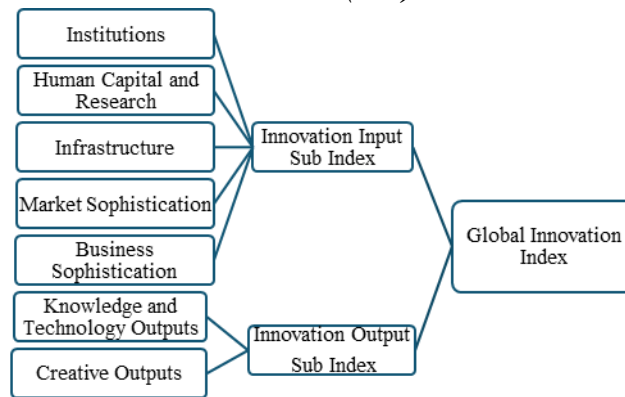 Institutions
Human Capital and
Research
Infrastructure
Market Sophistication
Business
Sophistication
Knowledge and
Technology Outputs
Creative Outputs
Innovation Input
Sub Index
Innovation Output
Sub Index
Global Innovation
Index